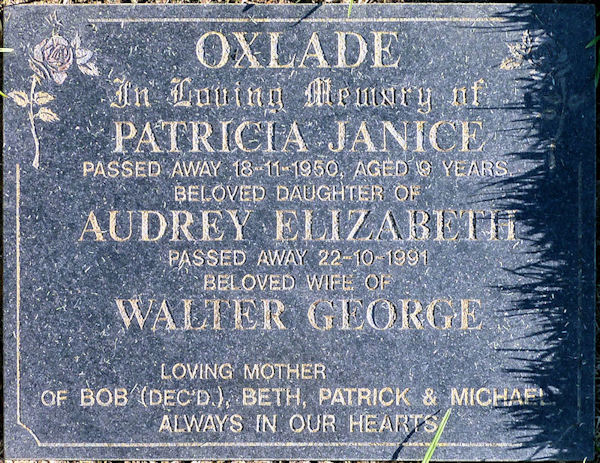 OXLADE
In Loving Memory of
PATRICIA JANICE
PASSED AWAY 18-11-1950, AGED 9 YEARS.
BELOVED DAUGHTER OF
AUDREY ELIZABETH
PASSED AWAY 22-10-1991
BELOVED WIFE OF
WALTER GEORGE
LOVING MOTHER
OF BOB (DEC'D.), BETH, PATRICK & MICHAEL
ALWAYS IN OUR HEARTS